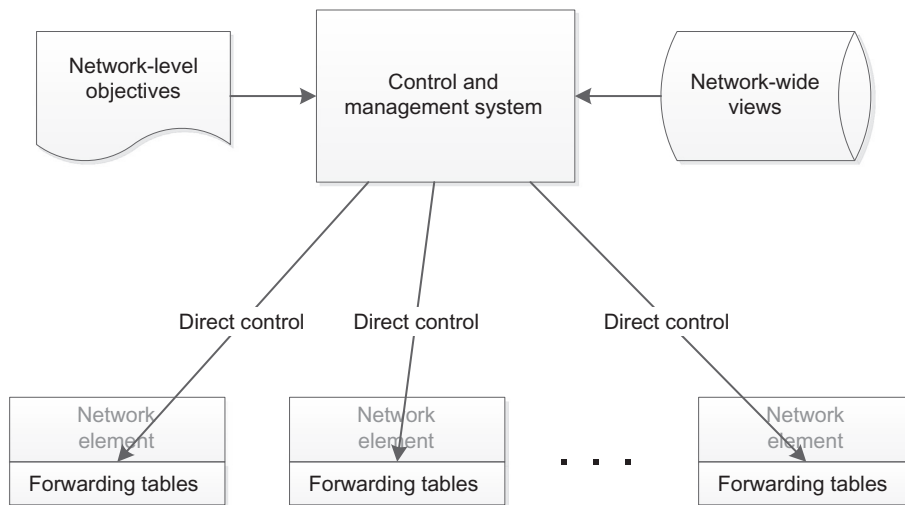 Network-level
objectives
Control and
management system
Network-wide
views
Direct control
Direct control
Direct control
Network
element
Forwarding tables
Network
element
Forwarding tables
. . .
Network
element
Forwarding tables